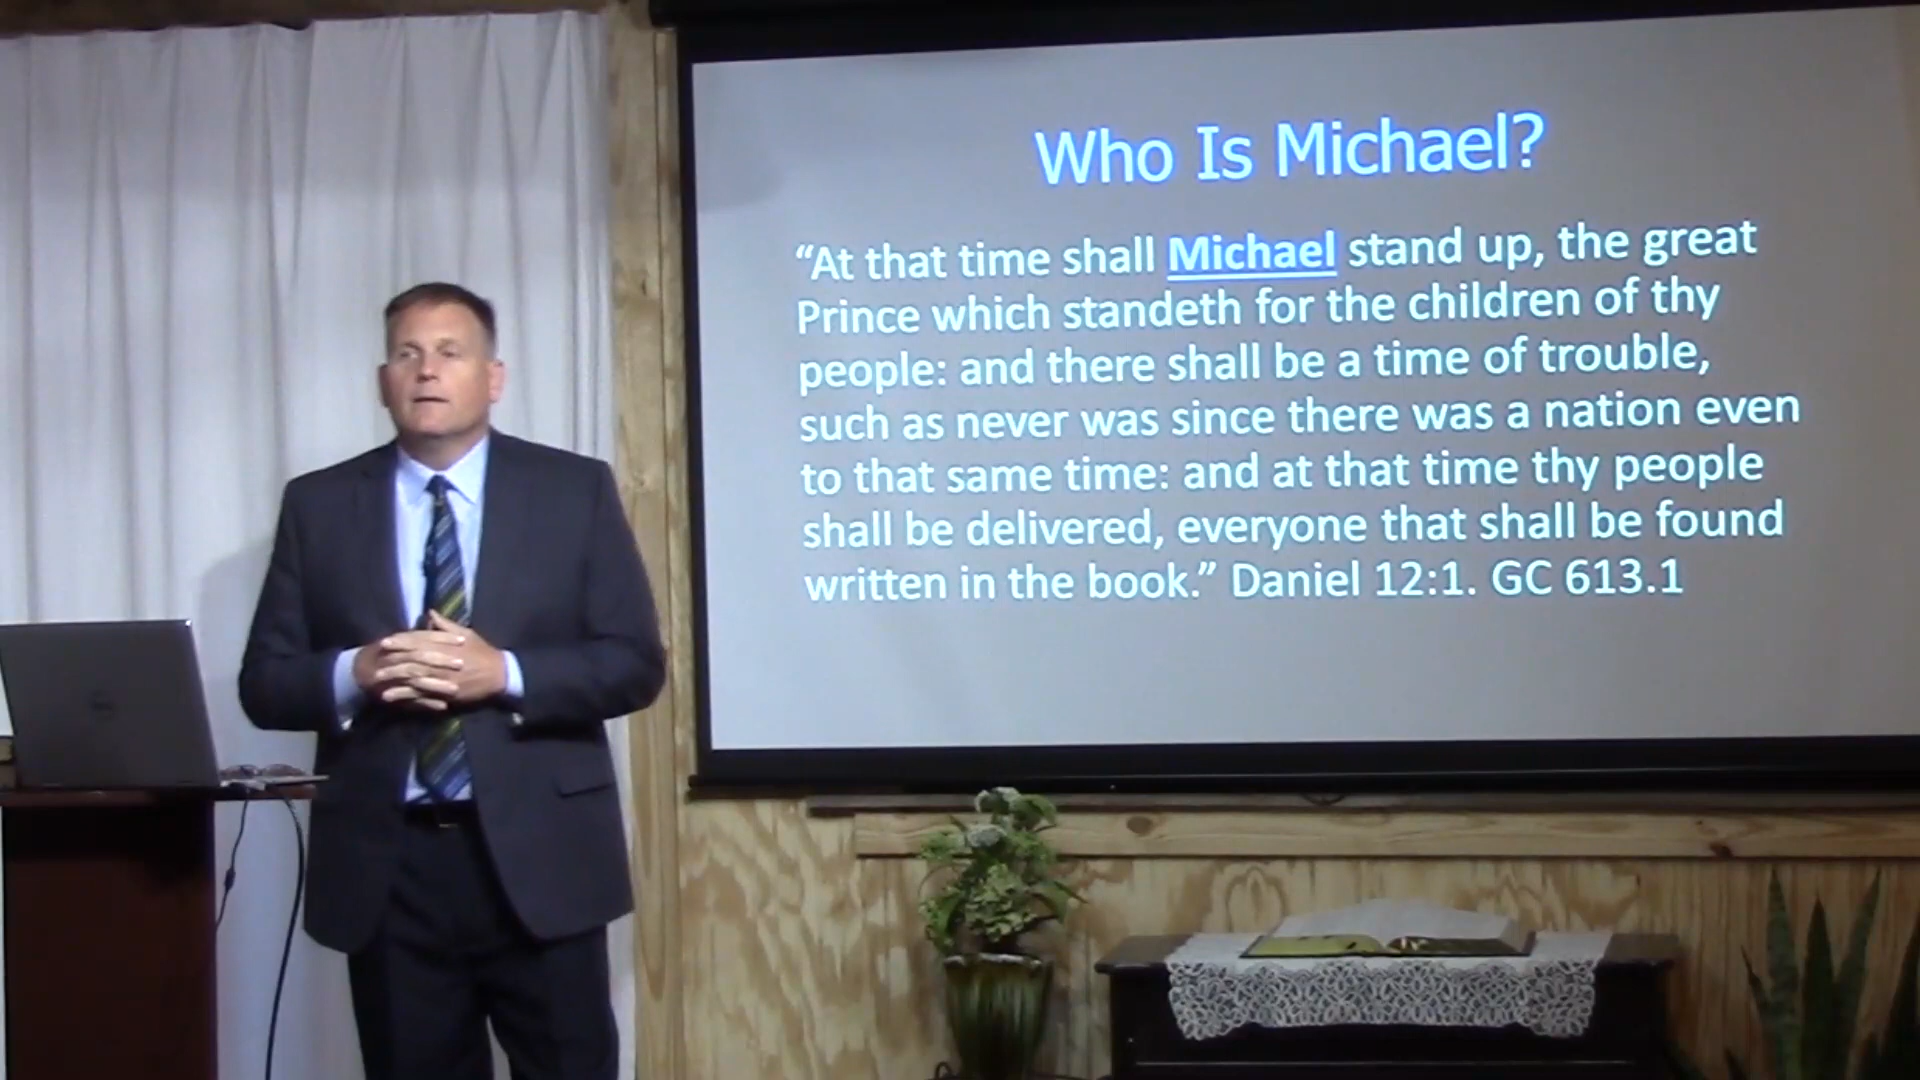 Who Is Michael?
“At that time shall Michael stand up, the great
Prince which standeth for the children of thy
people: and there shall be a time of trouble,
such as never was since there was a nation even
to that same time: and at that time thy people
shall be delivered, everyone that shall be found
written in the book.” Daniel 12:1. GC 613.1